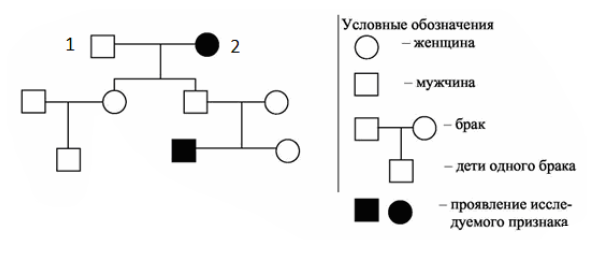 1
2
Условные обозначения
– женщина
– мужчина
– брак
– дети одного брака
– проявление иссле-
дуемого признака